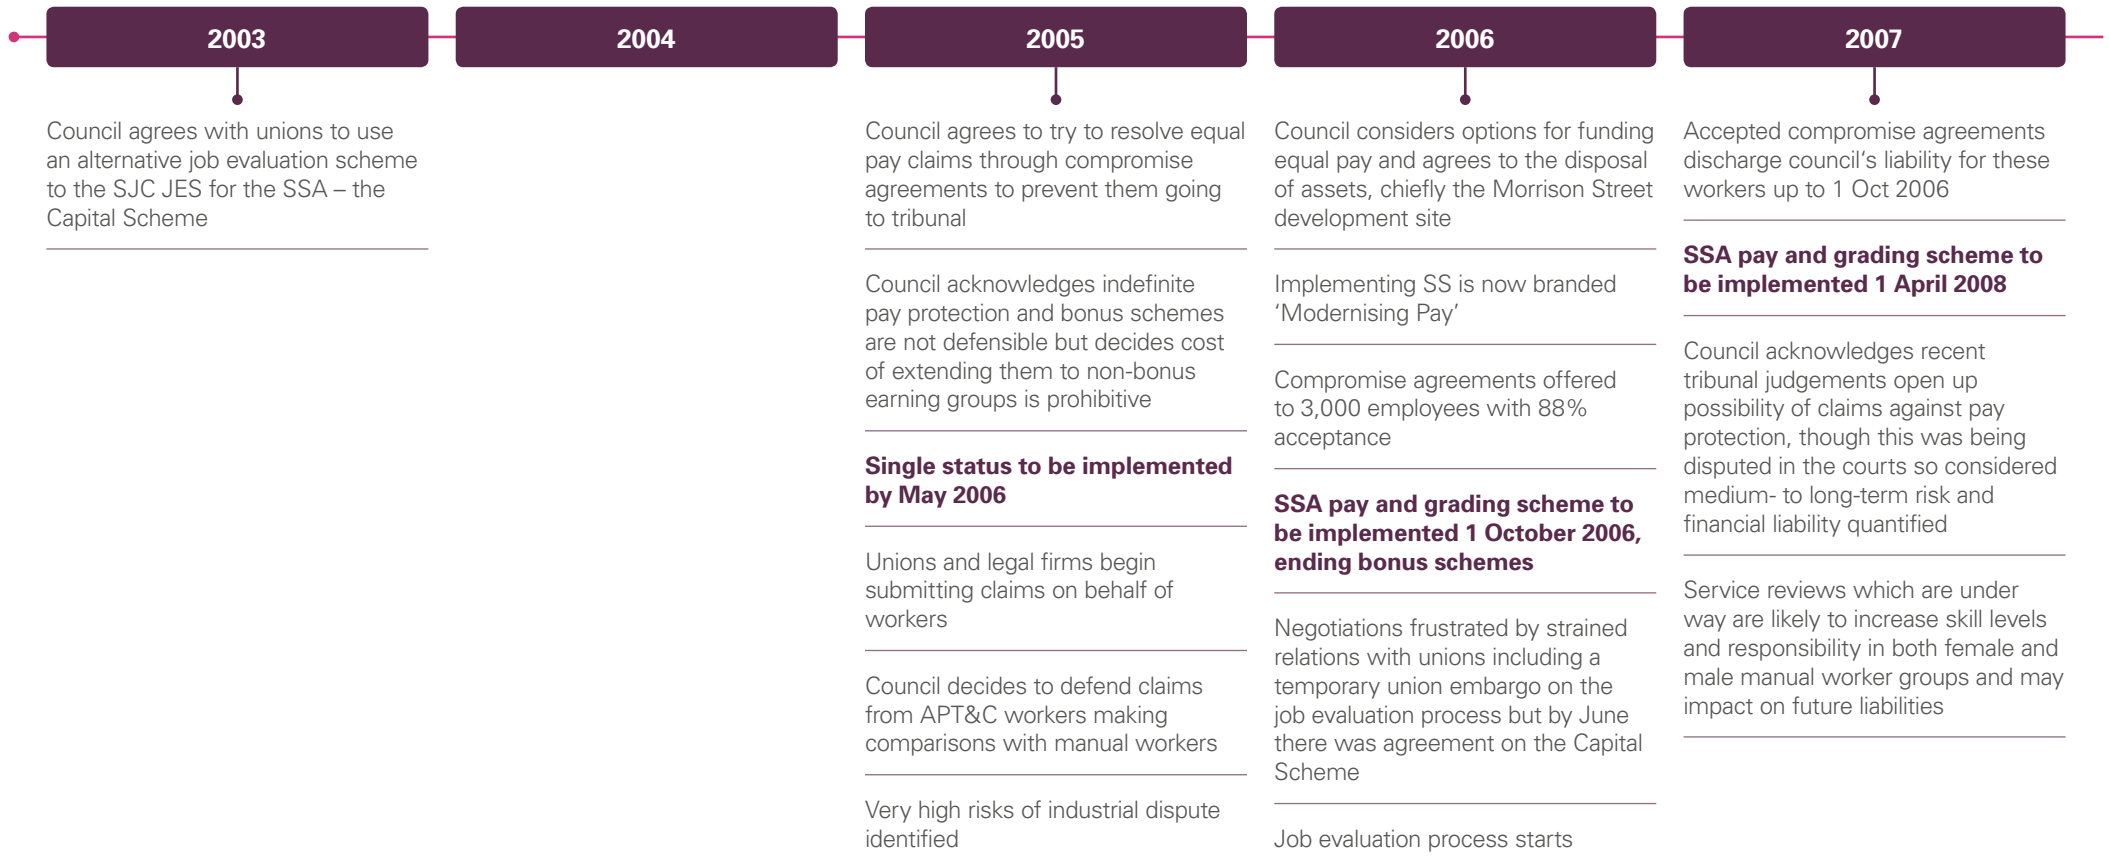 2003
Council agrees with unions to use
an alternative job evaluation scheme
to the SJC JES for the SSA – the
Capital Scheme
2004
2005
Council agrees to try to resolve equal
pay claims through compromise
agreements to prevent them going
to tribunal
Council acknowledges indefinite
pay protection and bonus schemes
are not defensible but decides cost
of extending them to non-bonus
earning groups is prohibitive
Single status to be implemented
by May 2006
Unions and legal firms begin
submitting claims on behalf of
workers
Council decides to defend claims
from APT&C workers making
comparisons with manual workers
Very high risks of industrial dispute
identified
2006
Council considers options for funding
equal pay and agrees to the disposal
of assets, chiefly the Morrison Street
development site
Implementing SS is now branded
‘Modernising Pay’
Compromise agreements offered
to 3,000 employees with 88%
acceptance
SSA pay and grading scheme to
be implemented 1 October 2006,
ending bonus schemes
Negotiations frustrated by strained
relations with unions including a
temporary union embargo on the
job evaluation process but by June
there was agreement on the Capital
Scheme
Job evaluation process starts
2007
Accepted compromise agreements
discharge council‘s liability for these
workers up to 1 Oct 2006
SSA pay and grading scheme to
be implemented 1 April 2008
Council acknowledges recent
tribunal judgements open up
possibility of claims against pay
protection, though this was being
disputed in the courts so considered
medium- to long-term risk and
financial liability quantified
Service reviews which are under
way are likely to increase skill levels
and responsibility in both female and
male manual worker groups and may
impact on future liabilities